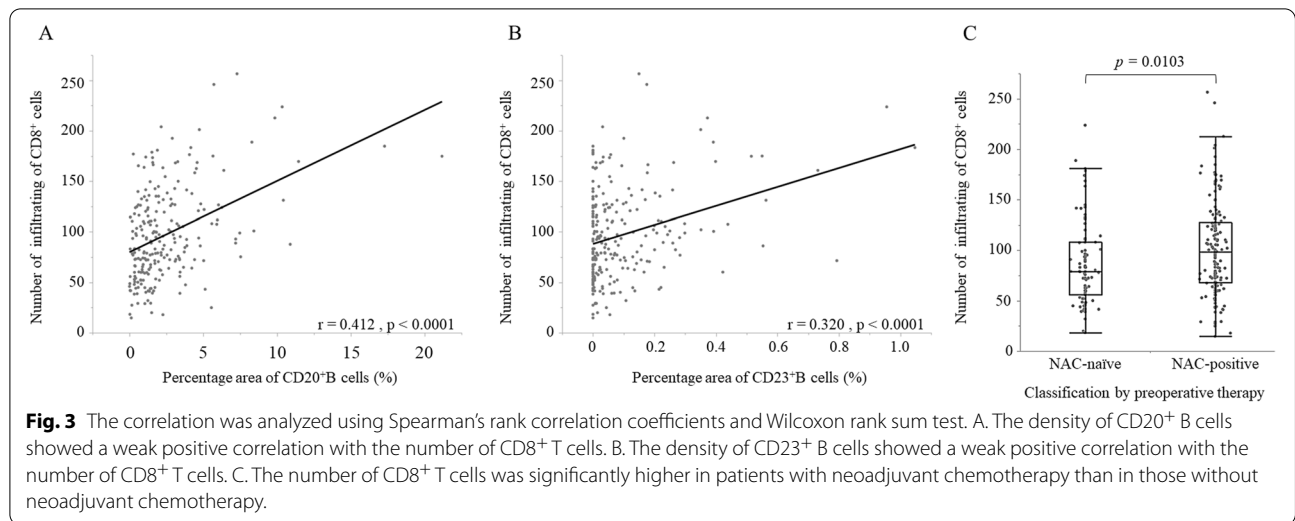 A
Number of infiltrating of CD8⁺ cells
250
200
150
100
50
0
0 5 10 15 20
r = 0.412 , p < 0.0001
Percentage area of CD20⁺B cells (%)
B
Number of infiltrating of CD8⁺ cells
250
200
150
100
50
0
0 0.2 0.4 0.6 0.8 1.0
r = 0.320 , p < 0.0001
Percentage area of CD23⁺B cells (%)
C
p = 0.0103
Number of infiltrating of CD8⁺ cells
250
200
150
100
50
0
NAC-naïve NAC-positive
Classification by preoperative therapy
Fig. 3 The correlation was analyzed using Spearman's rank correlation coefficients and Wilcoxon rank sum test. A. The density of CD20⁺ B cells
showed a weak positive correlation with the number of CD8⁺ T cells. B. The density of CD23⁺ B cells showed a weak positive correlation with the
number of CD8⁺ T cells. C. The number of CD8⁺ T cells was significantly higher in patients with neoadjuvant chemotherapy than in those without
neoadjuvant chemotherapy.